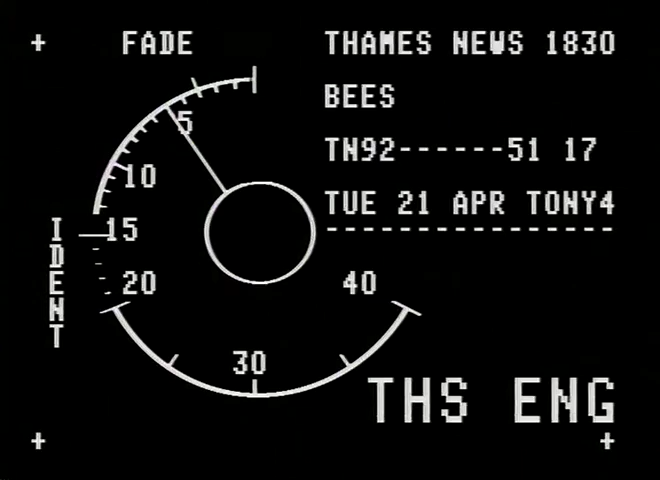 FADE
THAMES NEWS 1830
BEES
TN92------51 17
TUE 21 APR TONY4
----------------
5
10
15
20
30
40
IDENT
THS ENG